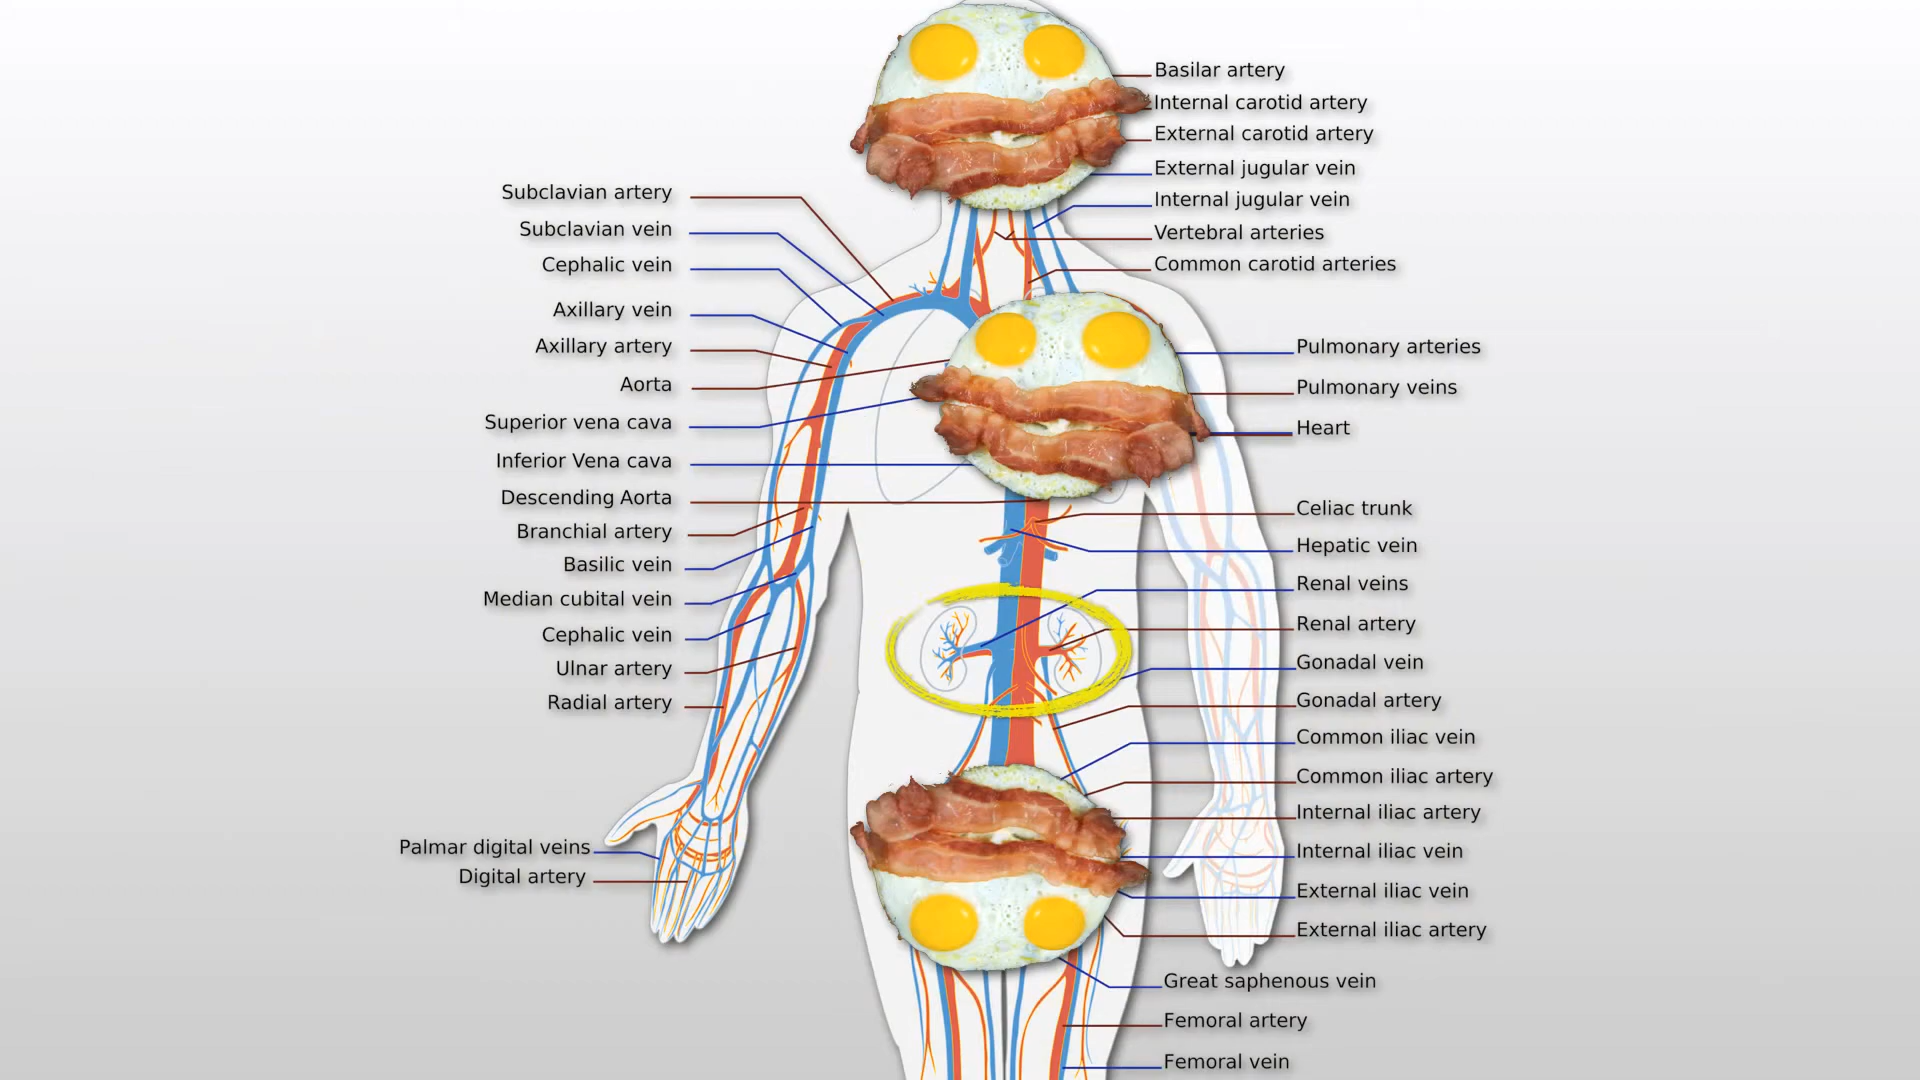 Basilar artery
Internal carotid artery
External carotid artery
External jugular vein
Internal jugular vein
Vertebral arteries
Common carotid arteries
Subclavian artery
Subclavian vein
Cephalic vein
Axillary vein
Axillary artery
Aorta
Superior vena cava
Inferior Vena cava
Descending Aorta
Branchial artery
Basilic vein
Median cubital vein
Cephalic vein
Ulnar artery
Radial artery
Palmar digital veins
Digital artery
Pulmonary arteries
Pulmonary veins
Heart
Celiac trunk
Hepatic vein
Renal veins
Renal artery
Gonadal vein
Gonadal artery
Common iliac vein
Common iliac artery
Internal iliac artery
Internal iliac vein
External iliac vein
External iliac artery
Great saphenous vein
Femoral artery
Femoral vein